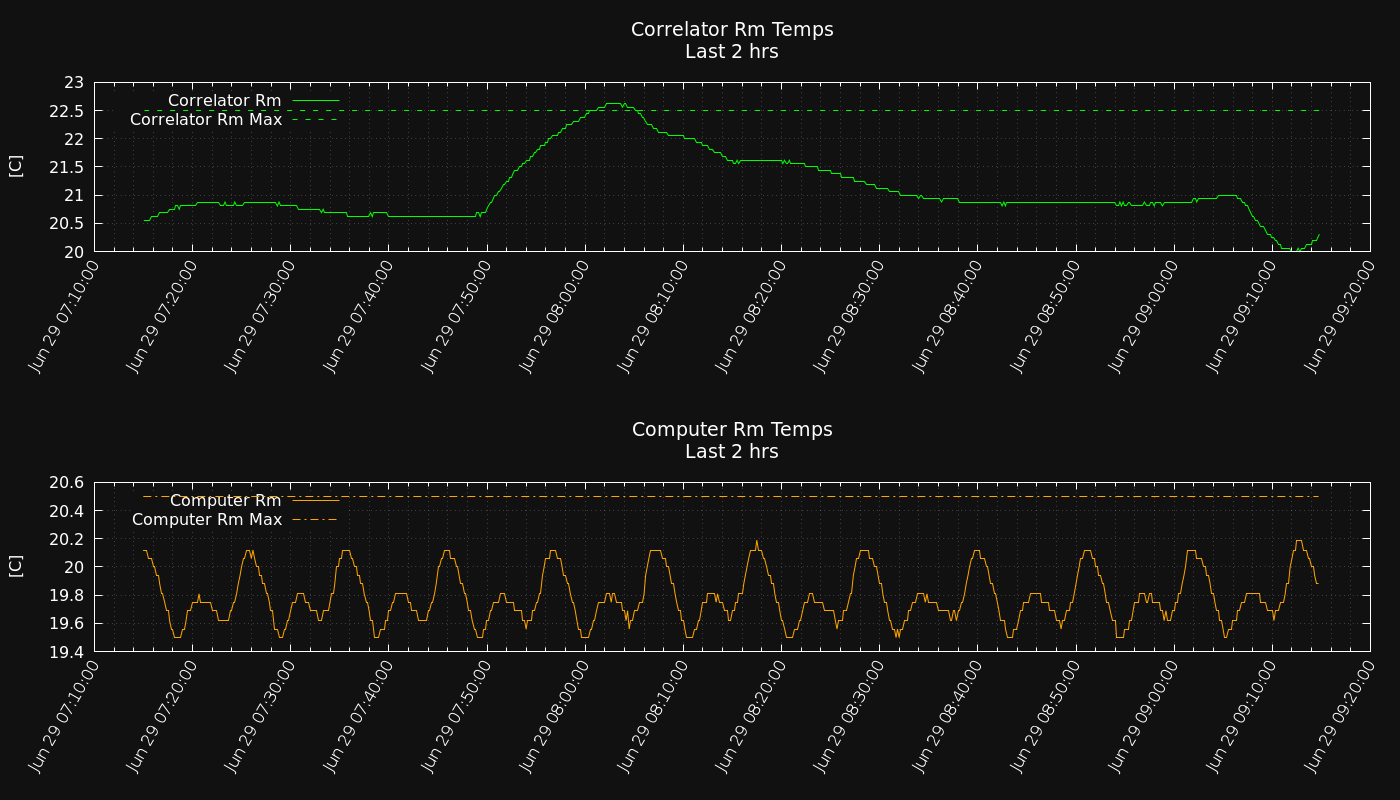 Correlator Rm Temps
Last 2 hrs
23
22.5
22
21.5
21
20.5
20
[C]
Correlator Rm
Correlator Rm Max
Jun 29 07:10:00
Jun 29 07:20:00
Jun 29 07:30:00
Jun 29 07:40:00
Jun 29 07:50:00
Jun 29 08:00:00
Jun 29 08:10:00
Jun 29 08:20:00
Jun 29 08:30:00
Jun 29 08:40:00
Jun 29 08:50:00
Jun 29 09:00:00
Jun 29 09:10:00
Jun 29 09:20:00
Computer Rm Temps
Last 2 hrs
20.6
20.4
20.2
20
19.8
19.6
19.4
[C]
Computer Rm
Computer Rm Max
Jun 29 07:10:00
Jun 29 07:20:00
Jun 29 07:30:00
Jun 29 07:40:00
Jun 29 07:50:00
Jun 29 08:00:00
Jun 29 08:10:00
Jun 29 08:20:00
Jun 29 08:30:00
Jun 29 08:40:00
Jun 29 08:50:00
Jun 29 09:00:00
Jun 29 09:10:00
Jun 29 09:20:00